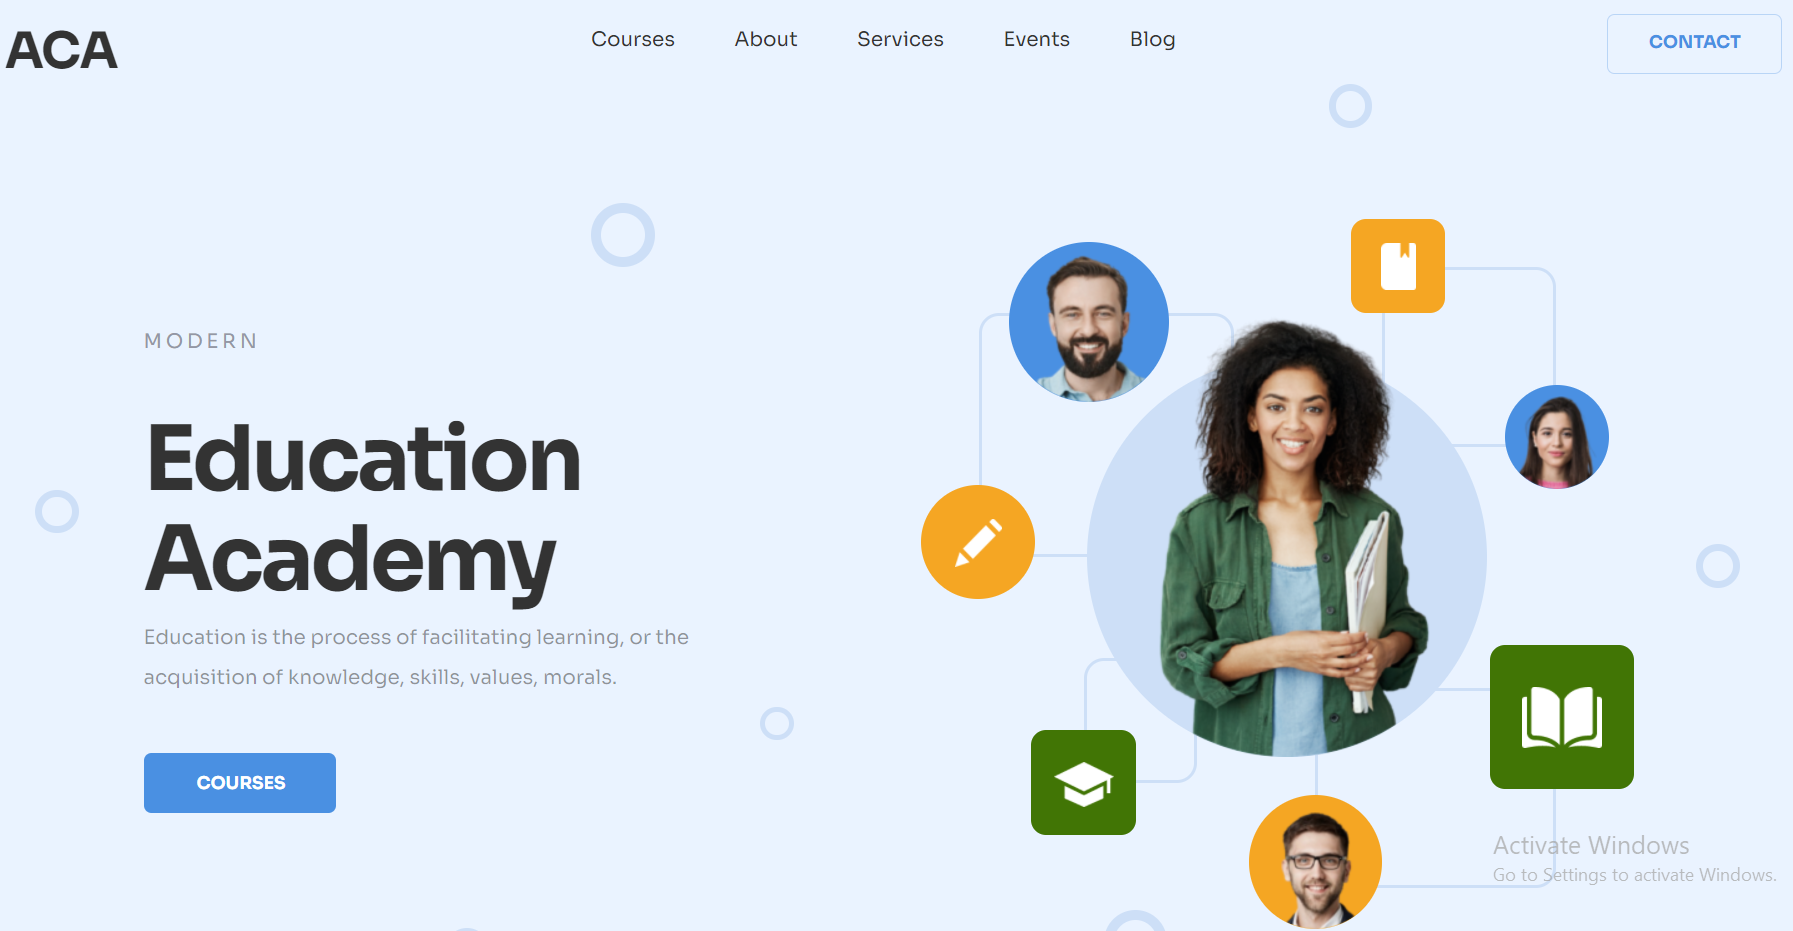 ACA
Courses About Services Events Blog
CONTACT
MODERN
Education
Academy
Education is the process of facilitating learning, or the
acquisition of knowledge, skills, values, morals.
COURSES
Activate Windows
Go to Settings to activate Windows.